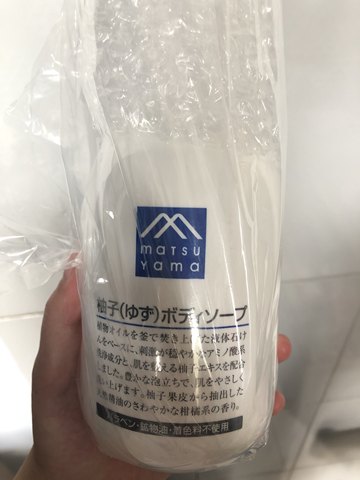 matsu
yama
柚子(ゆず)ボディソープ
植物オイルを釜で焚き上げた液体石け
んをベースに、刺激が穏やかなアミノ酸系
洗浄成分と、肌を整える柚子エキスを配合
しました。豊かな泡立ちで、肌をやさしく
洗い上げます。柚子果皮から抽出した
天然精油のさわやかな柑橘系の香り。
パラベン・鉱物油・着色料不使用